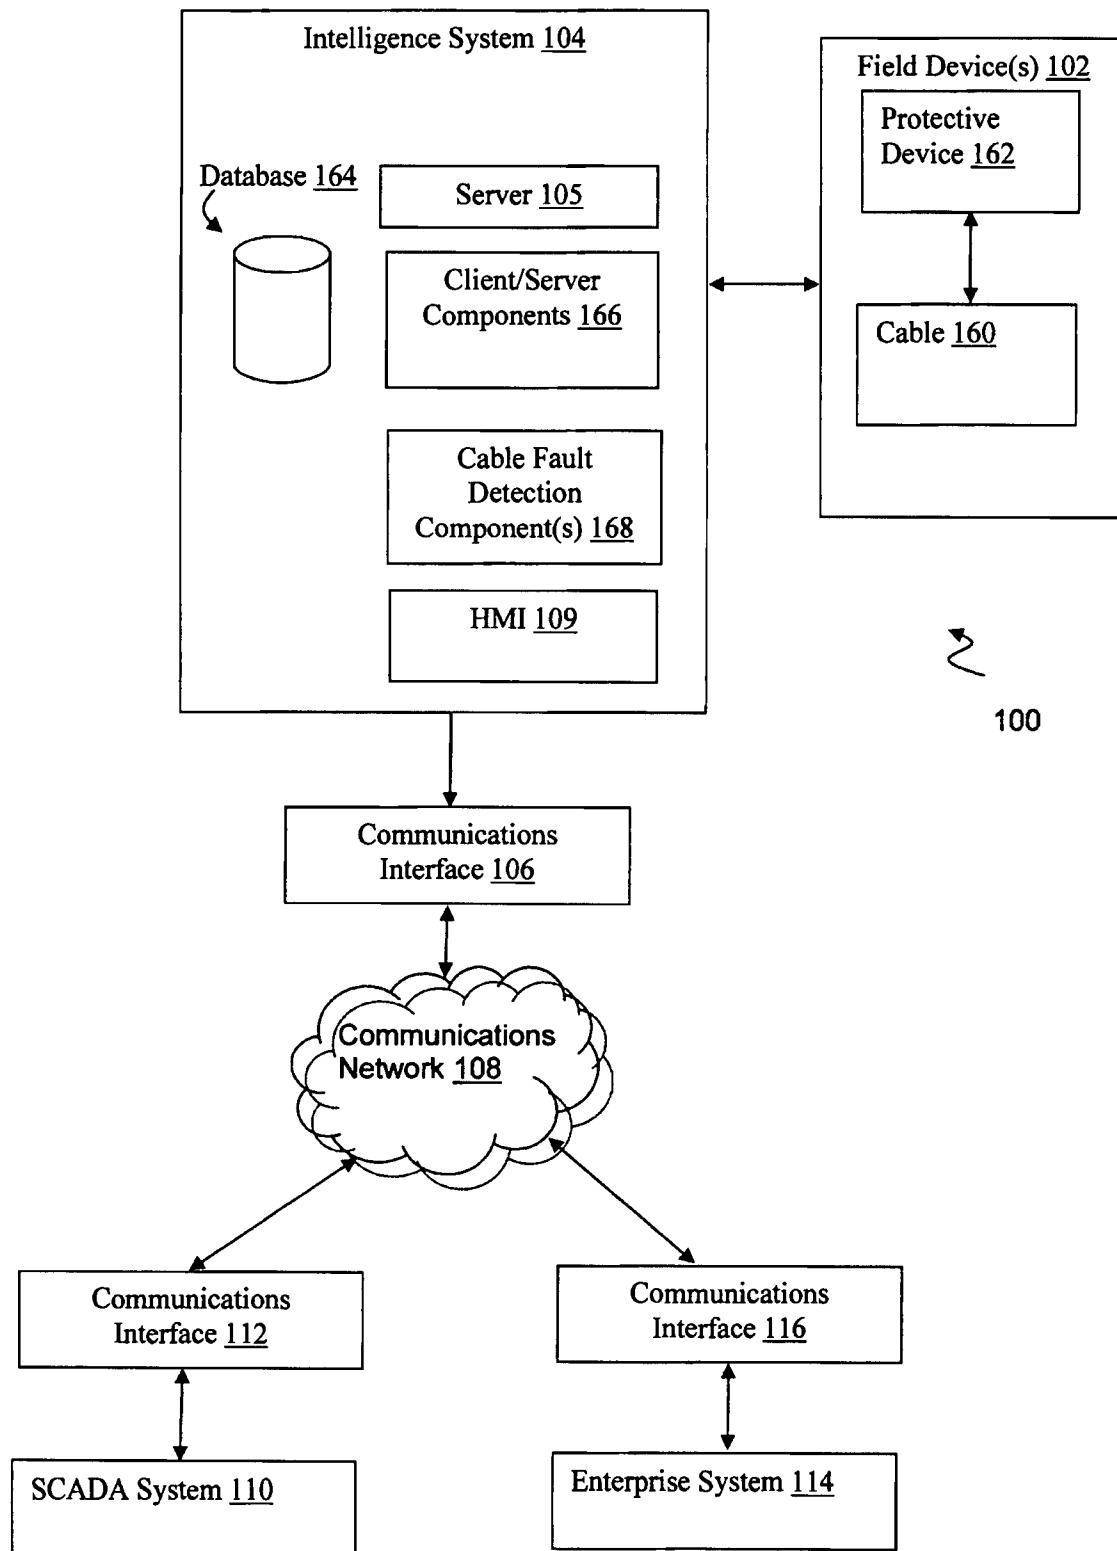 Intelligence System 104
Field Device(s) 102
Protective
Device 162
Database 164
Server 105
Client/Server
Components 166
Cable 160
Cable Fault
Detection
Component(s) 168
HMI 109
100
Communications
Interface 106
Communications
Network 108
Communications
Interface 112
Communications
Interface 116
SCADA System 110
Enterprise System 114